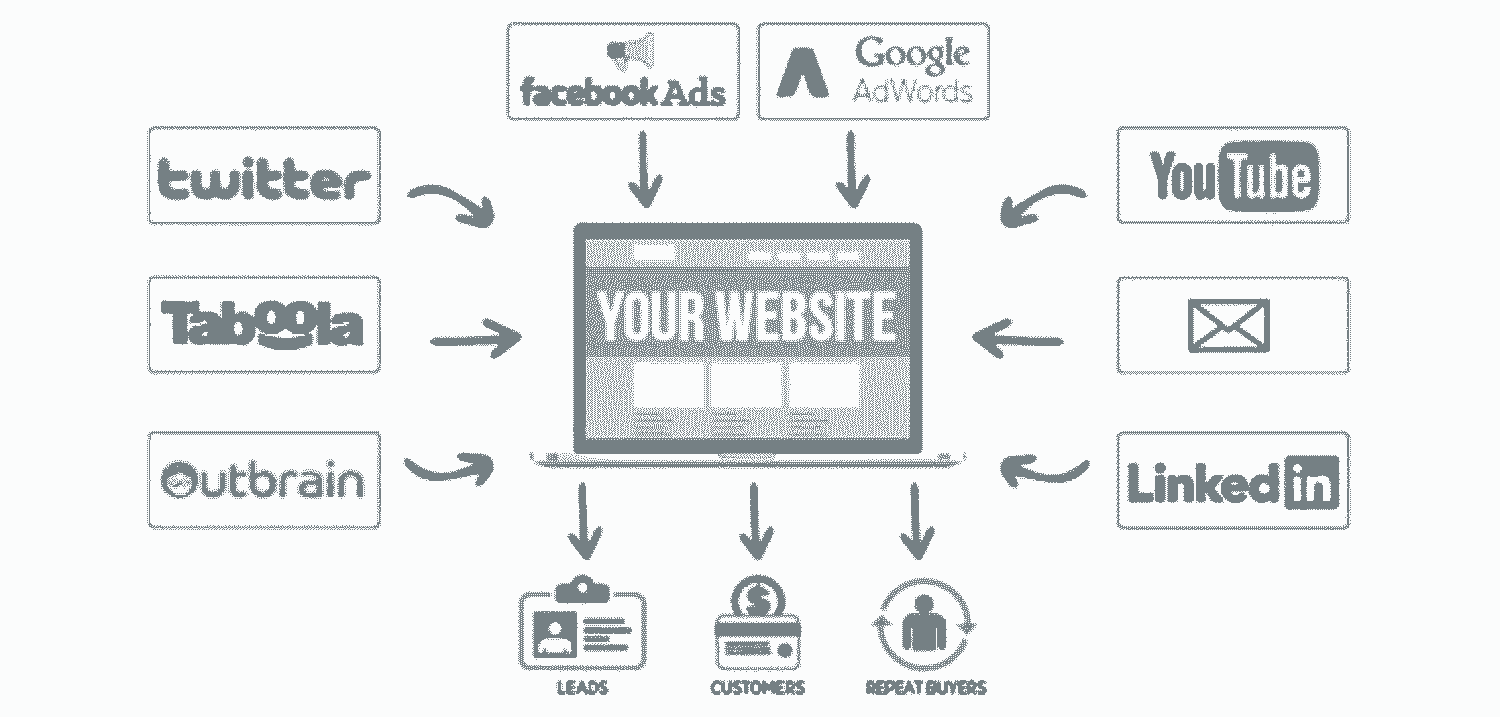 facebook Ads
Google
AdWords
twitter
YouTube
Taboola
YOUR WEBSITE
Outbrain
Linkedin
LEADS
CUSTOMERS
REPEAT BUYERS